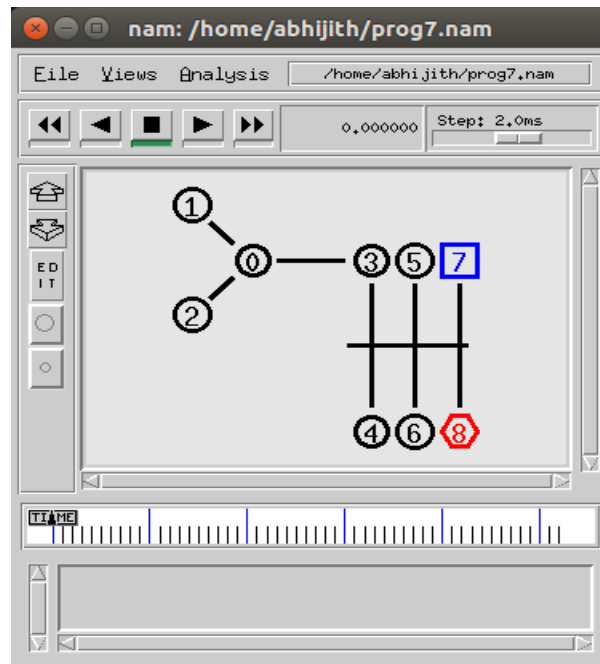 nam: /home/abhijith/prog7.nam
File Views Analysis /home/abhijith/prog7.nam
0.000000 Step: 2.0ms
ED
IT
1
0 3 5 7
2
4 6 8
TIME